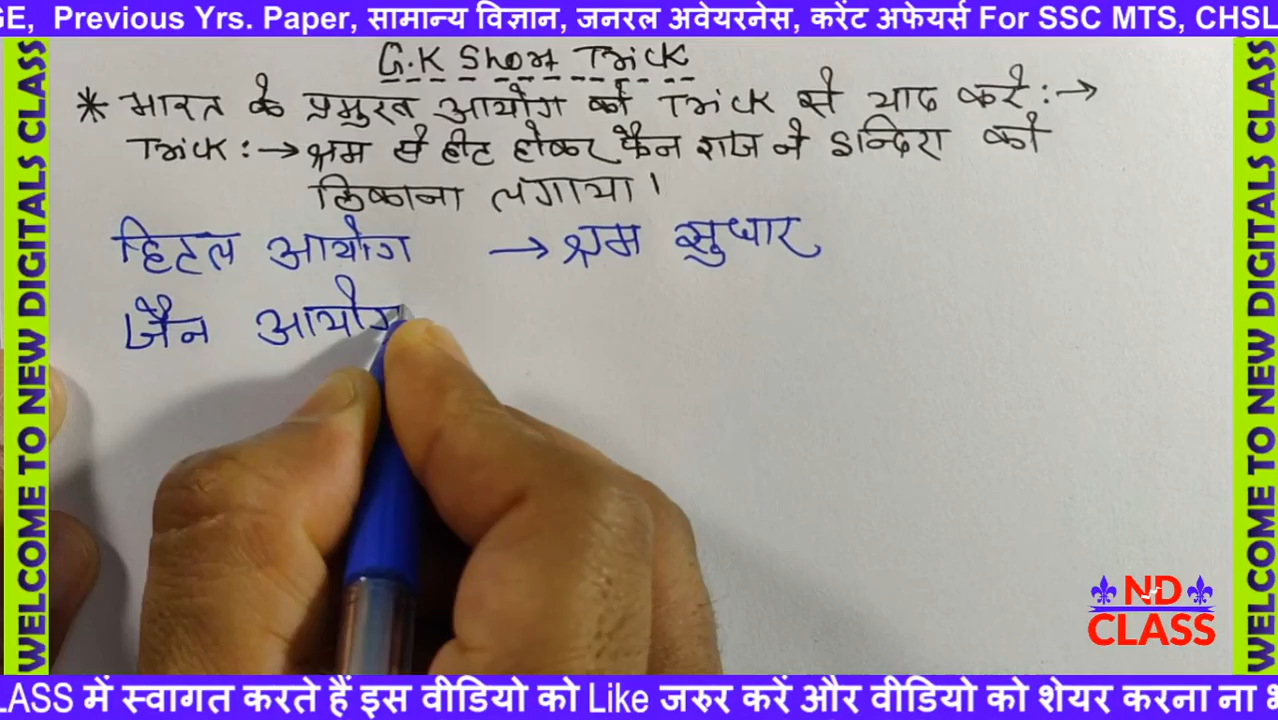 GE, Previous Yrs. Paper, सामान्य विज्ञान, जनरल अवेयरनेस, करेंट अफेयर्स For SSC MTS, CHSL
WELCOME TO NEW DIGITALS CLASS
G.K Short Trick
* भारत के प्रमुख आयोग को Trick से याद करे :→
Trick :→ श्रम से हीट होकर जैन राज ने इन्दिरा को
ठिकाना लगाया।
हिटल आयोग → श्रम सुधार
जैन आयोग
WELCOME TO NEW DIGITALS CLASS
ND
CLASS
LASS में स्वागत करते हैं इस वीडियो को Like जरुर करें और वीडियो को शेयर करना ना